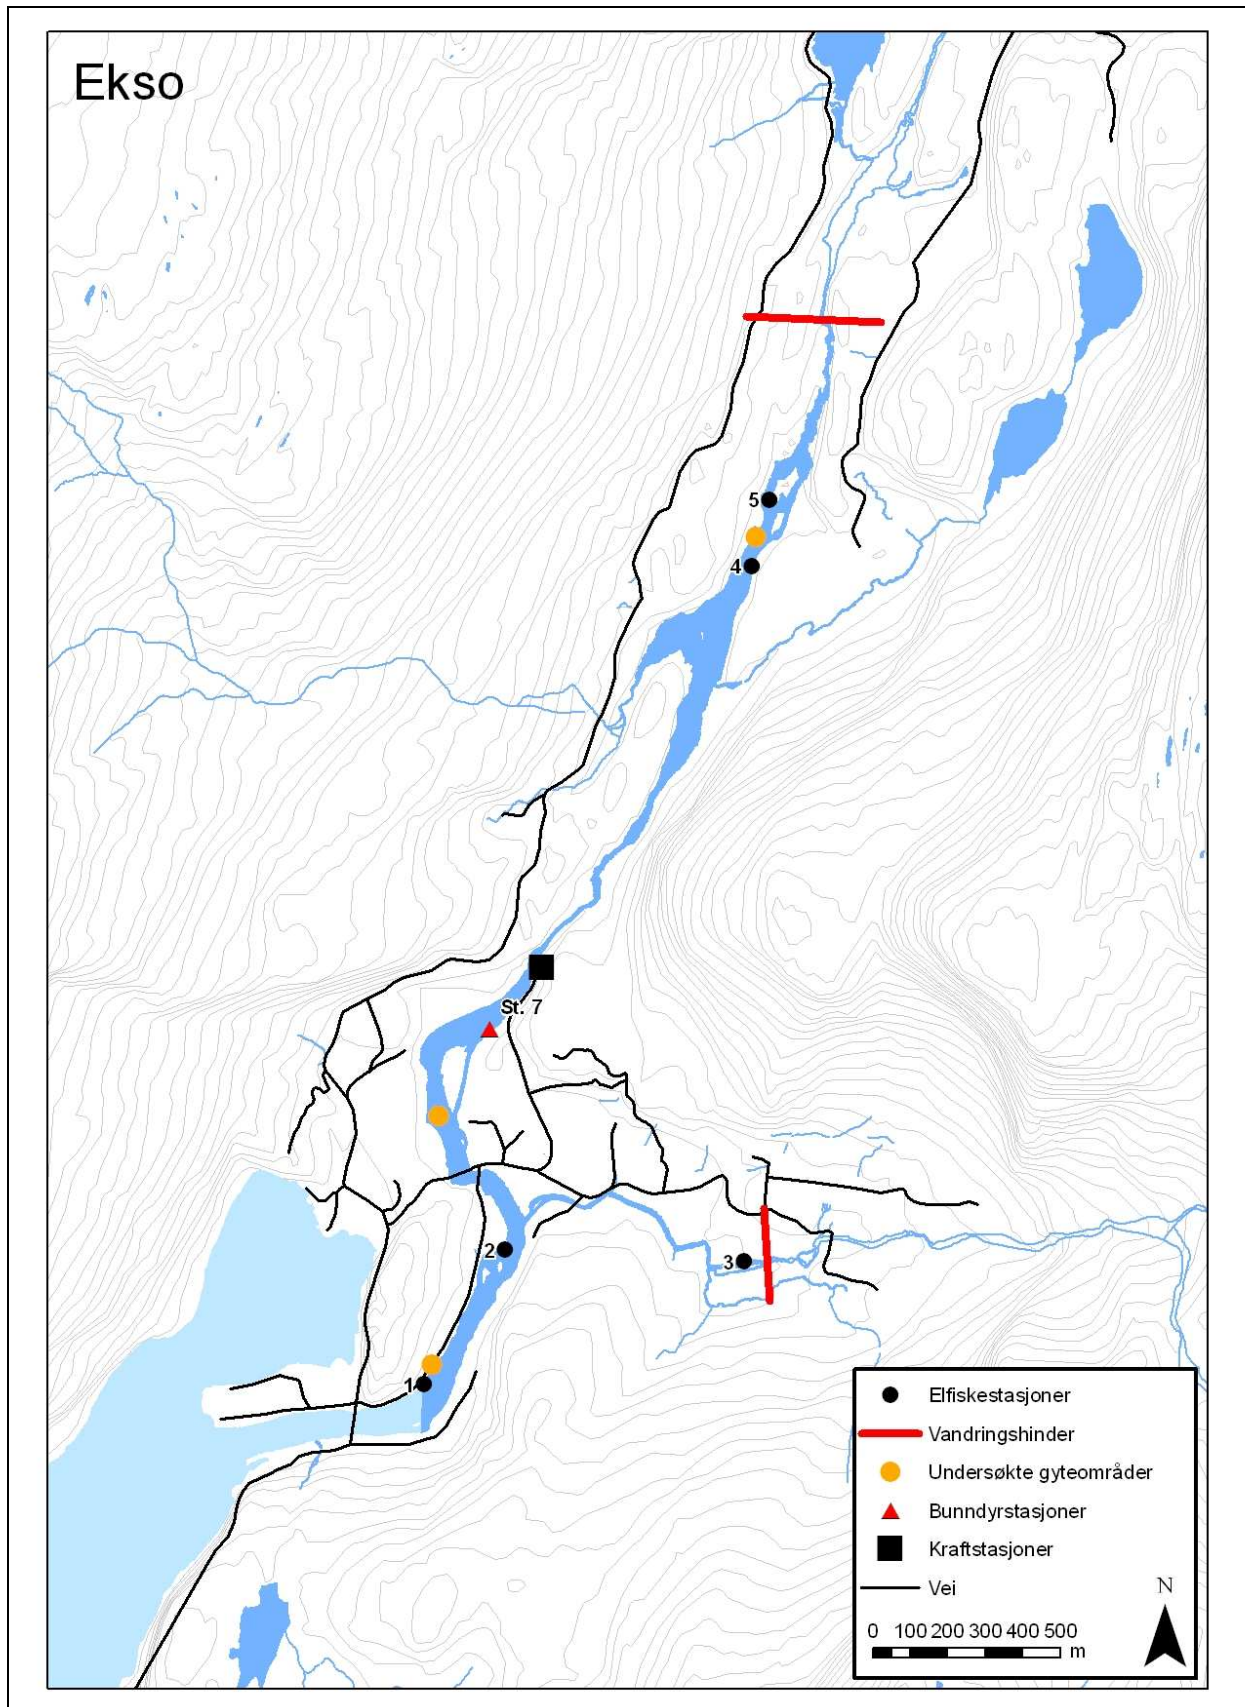 Ekso
5
4
St. 7
2
3
1
Elfiskestasjoner
Vandringshinder
Undersøkte gyteområder
Bunndyrstasjoner
Kraftstasjoner
Vei
N
0 100 200 300 400 500
m